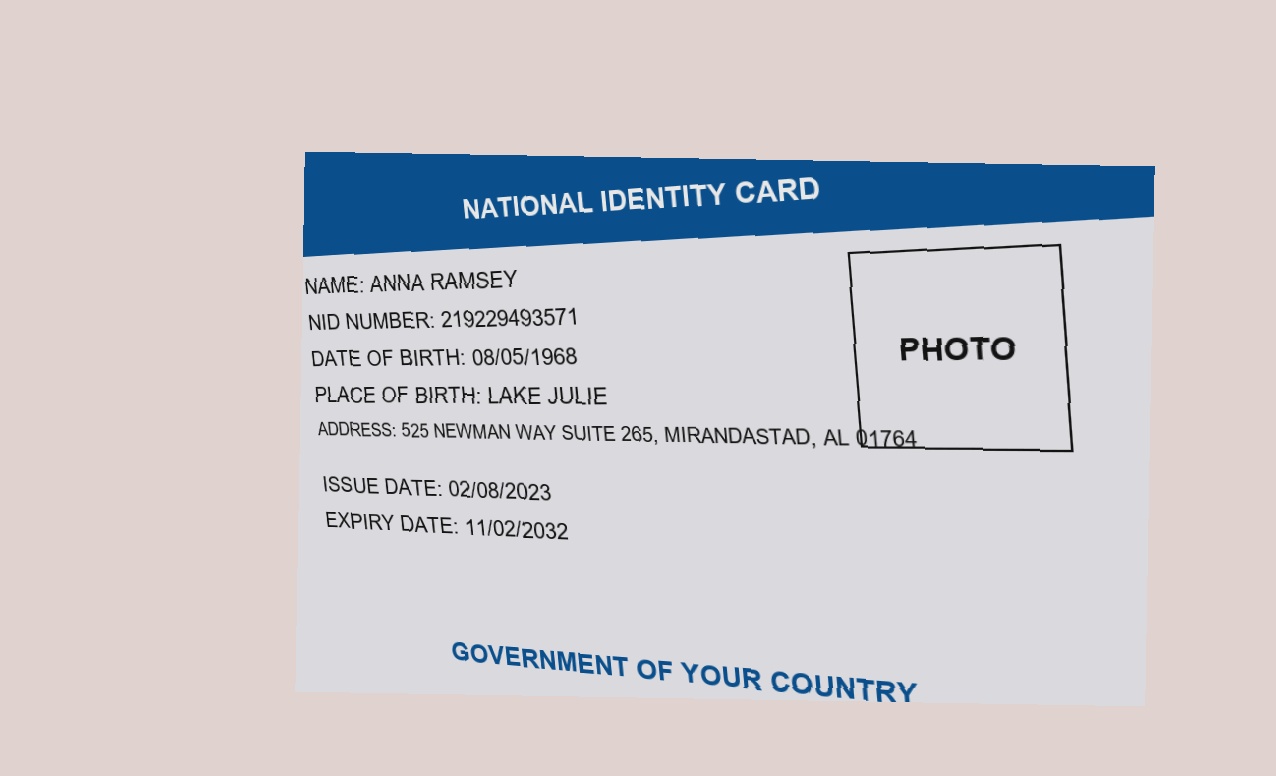 NATIONAL IDENTITY CARD
NAME: ANNA RAMSEY
NID NUMBER: 219229493571
DATE OF BIRTH: 08/05/1968
PLACE OF BIRTH: LAKE JULIE
ADDRESS: 525 NEWMAN WAY SUITE 265, MIRANDASTAD, AL 01764
ISSUE DATE: 02/08/2023
EXPIRY DATE: 11/02/2032
PHOTO
GOVERNMENT OF YOUR COUNTRY